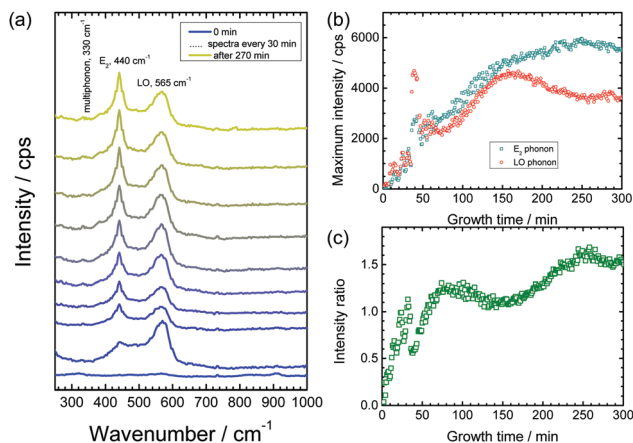 (a)
multiphonon, 330 cm⁻¹
E₂, 440 cm⁻¹
LO, 565 cm⁻¹
0 min
spectra every 30 min
after 270 min
Intensity / cps
300 400 500 600 700 800 900 1000
Wavenumber / cm⁻¹
(b)
Maximum intensity / cps
6000
4000
2000
0
E₂ phonon
LO phonon
0 50 100 150 200 250 300
Growth time / min
(c)
Intensity ratio
1.5
1.0
0.5
0.0
0 50 100 150 200 250 300
Growth time / min